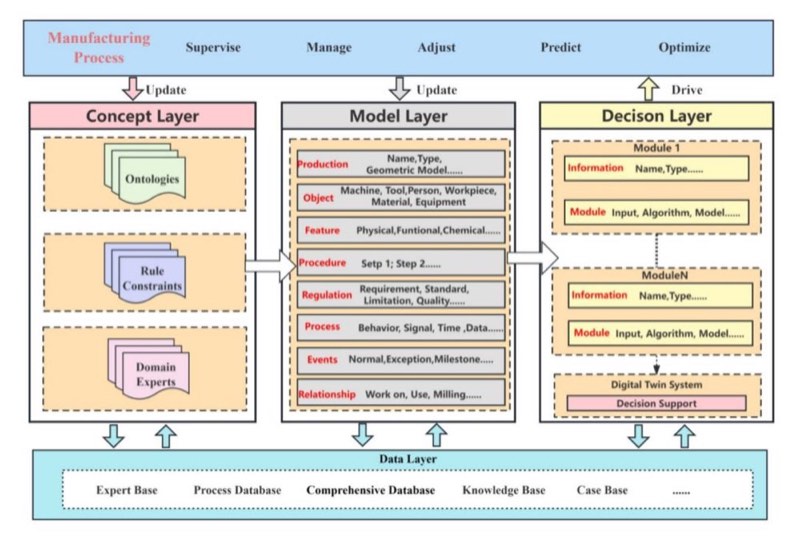 Manufacturing
Process
Supervise
Manage
Adjust
Predict
Optimize
Update
Update
Drive
Concept Layer
Ontologies
Rule
Constraints
Domain
Experts
Model Layer
Production Name,Type,
Geometric Model......
Object Machine, Tool,Person, Workpiece,
Material, Equipment
Feature Physical,Funtional,Chemical......
Procedure Setp 1; Step 2......
Regulation Requirement, Standard,
Limitation, Quality......
Process Behavior, Signal, Time ,Data......
Events Normal,Exception,Milestone.....
Relationship Work on, Use, Milling......
Decison Layer
Module 1
Information Name,Type......
Module Input, Algorithm, Model......
ModuleN
Information Name,Type......
Module Input, Algorithm, Model......
Digital Twin System
Decision Support
Data Layer
Expert Base
Process Database
Comprehensive Database
Knowledge Base
Case Base
......